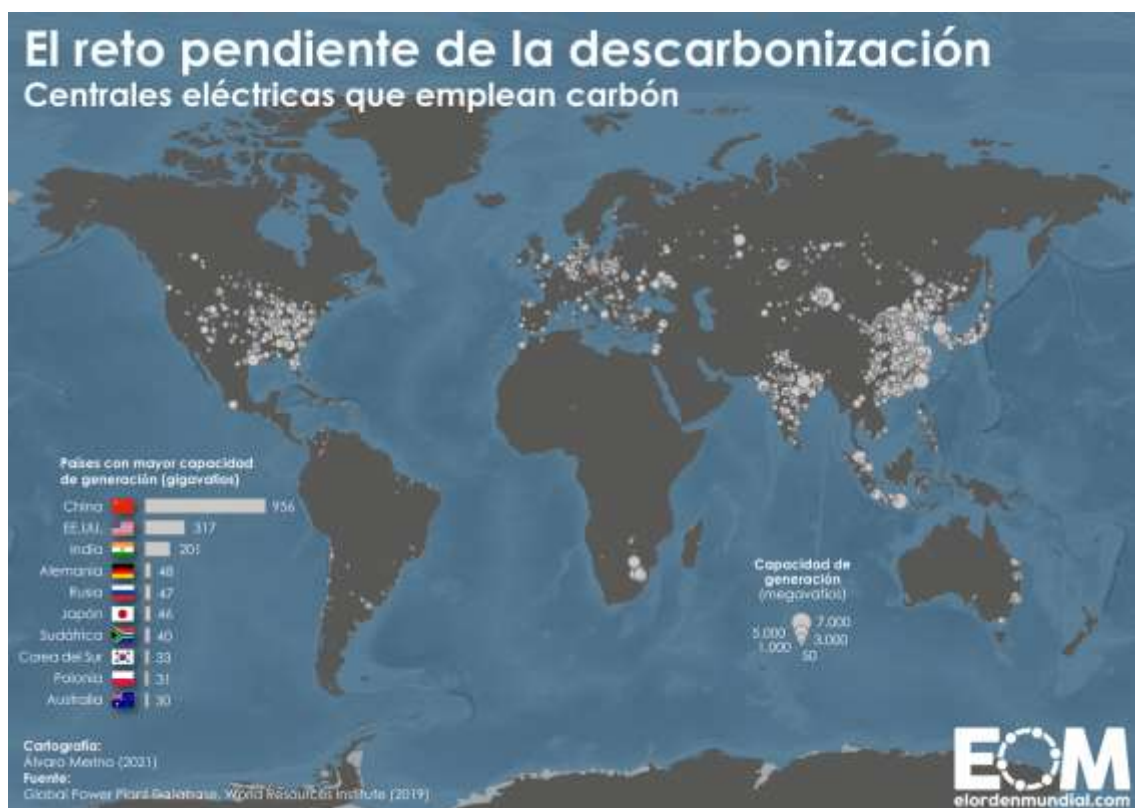 El reto pendiente de la descarbonización
Centrales eléctricas que emplean carbón
Países con mayor capacidad
de generación (gigavatios)
China 956
EE.UU. 317
India 201
Alemania 48
Rusia 47
Japón 46
Sudáfrica 40
Corea del Sur 33
Polonia 31
Australia 30
Capacidad de
generación
(megavatios)
7.000
5.000
3.000
1.000
50
Cartografía:
Álvaro Merino (2021)
Fuente:
Global Power Plant Database, World Resources Institute (2019)
EOM
elordenmundial.com